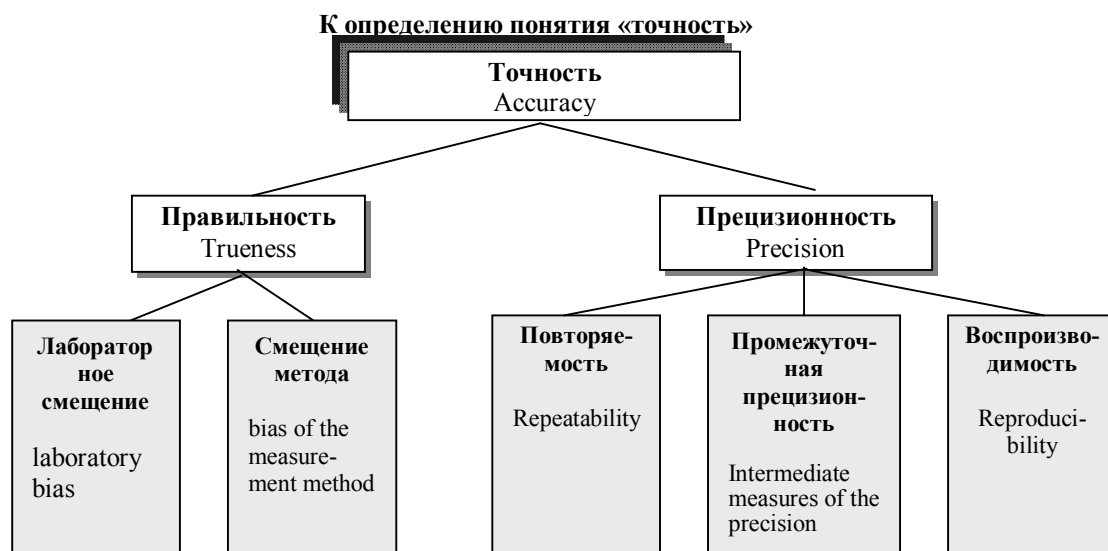 К определению понятия «точность»
Точность
Accuracy
Правильность
Trueness
Прецизионность
Precision
Лаборатор
ное
смещение
laboratory
bias
Смещение
метода
bias of the
measure-
ment method
Повторяе-
мость
Repeatability
Промежуточ-
ная
прецизион-
ность
Intermediate
measures of the
precision
Воспроизво-
димость
Reproduci-
bility